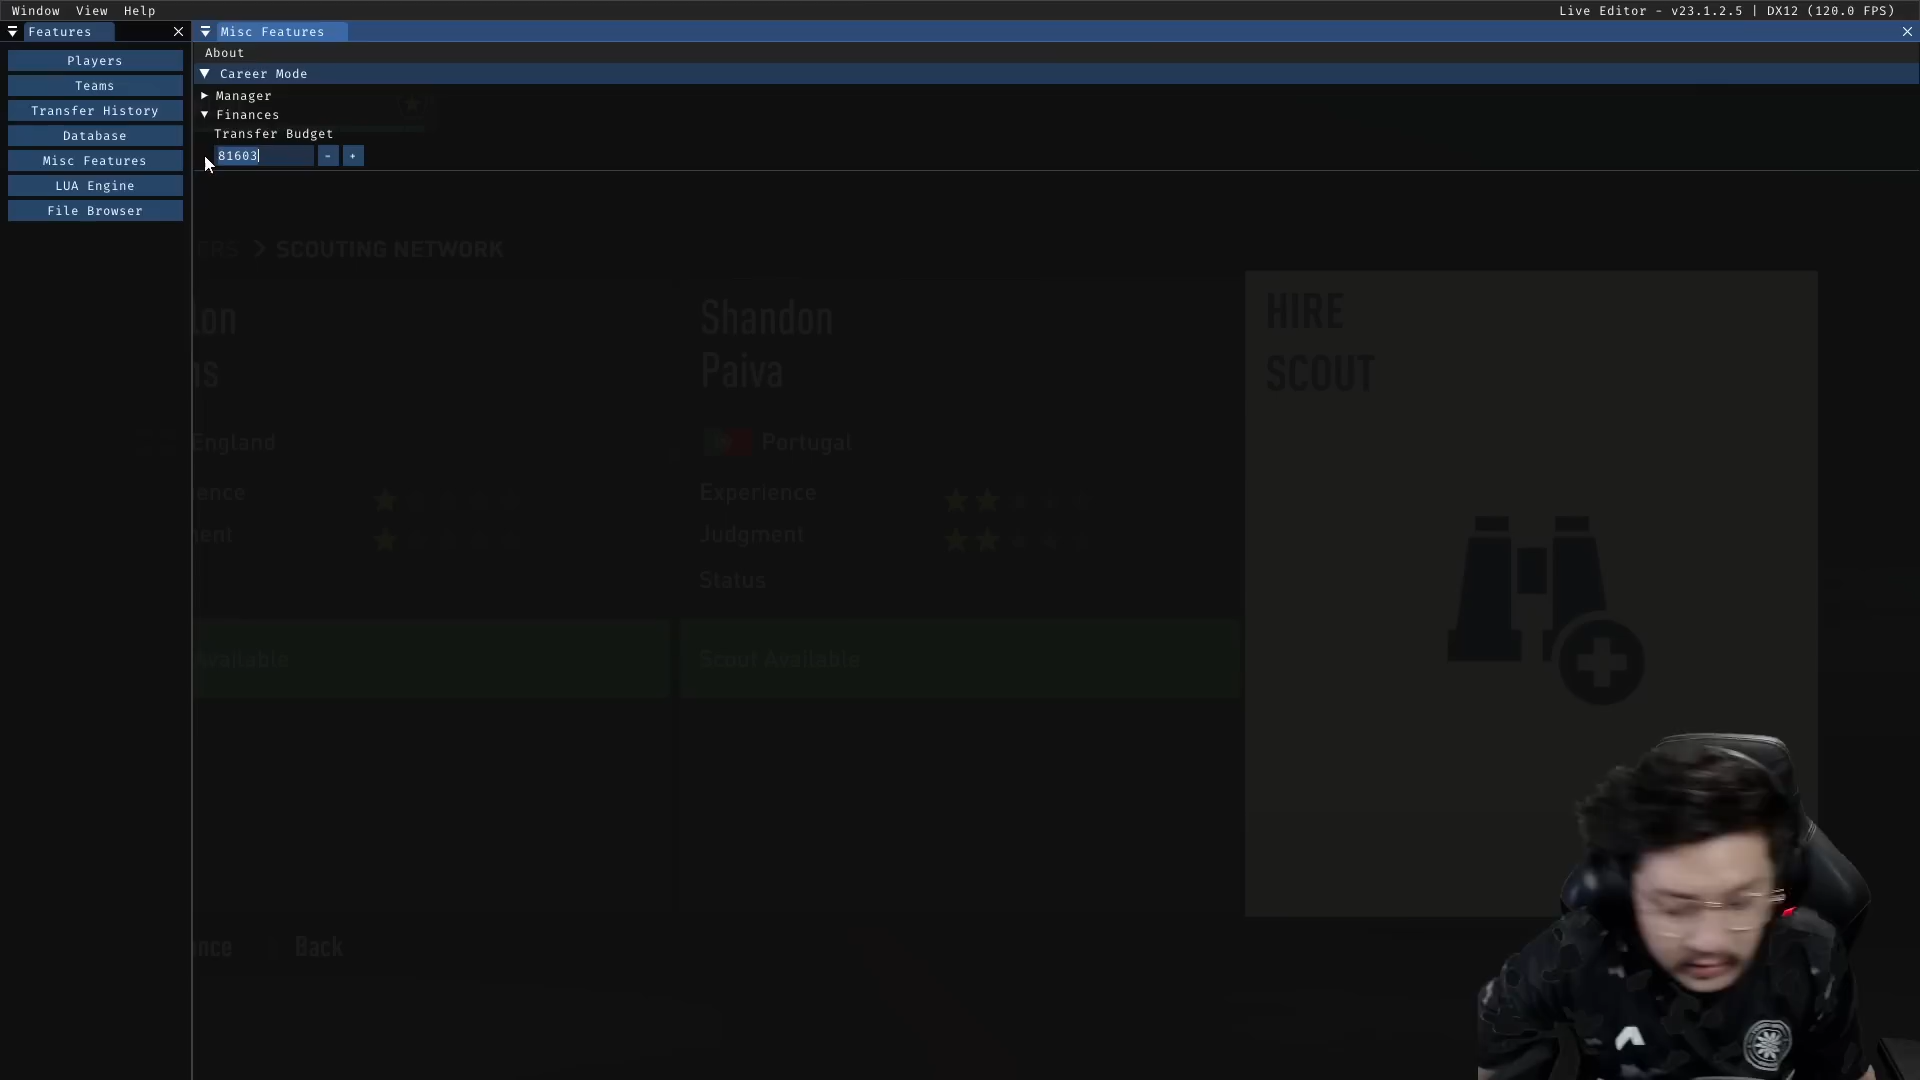 Window View Help
Live Editor - v23.1.2.5 | DX12 (120.0 FPS)
Features
Misc Features
Players
Teams
Transfer History
Database
Misc Features
LUA Engine
File Browser
About
Career Mode
Manager
Finances
Transfer Budget
81603 - +
ERS > SCOUTING NETWORK
England
Shandon
Paiva
Portugal
Experience
Judgment
Status
Available
Scout Available
HIRE
SCOUT
Back